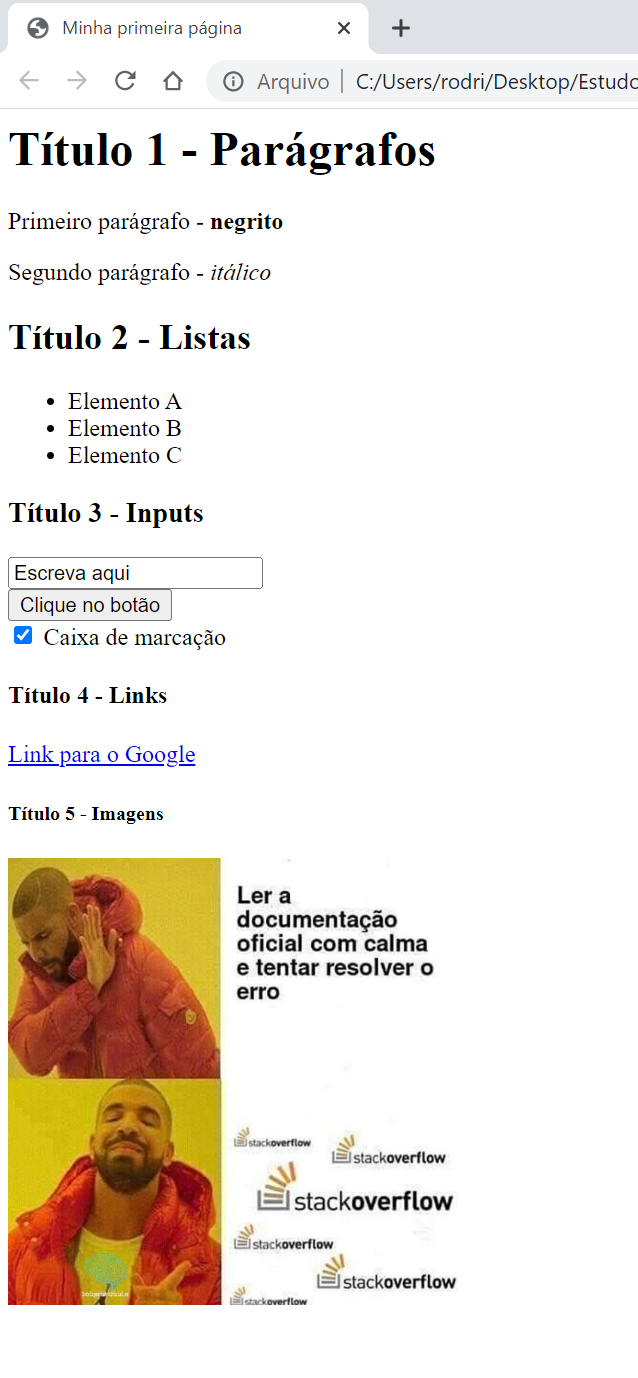 Minha primeira página
Arquivo | C:/Users/rodri/Desktop/Estudo
Título 1 - Parágrafos
Primeiro parágrafo - negrito
Segundo parágrafo - itálico
Título 2 - Listas
• Elemento A
• Elemento B
• Elemento C
Título 3 - Inputs
Escreva aqui
Clique no botão
Caixa de marcação
Título 4 - Links
Link para o Google
Título 5 - Imagens
Ler a
documentação
oficial com calma
e tentar resolver o
erro
stackoverflow
stackoverflow
stackoverflow
stackoverflow
stackoverflow
stackoverflow